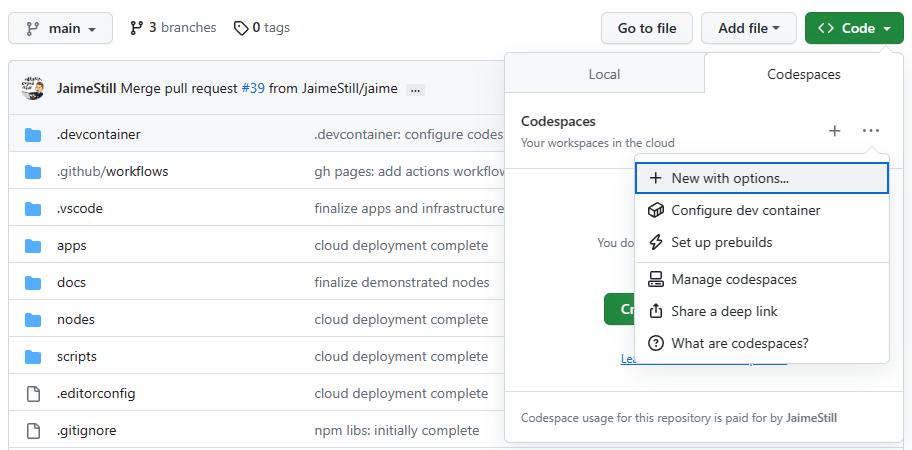 main 3 branches 0 tags Go to file Add file Code
JaimeStill Merge pull request #39 from JaimeStill/jaime ...
.devcontainer .devcontainer: configure codes
.github/workflows gh pages: add actions workflow
.vscode finalize apps and infrastructure
apps cloud deployment complete
docs finalize demonstrated nodes
nodes cloud deployment complete
scripts cloud deployment complete
.editorconfig cloud deployment complete
.gitignore npm libs: initially complete
Local Codespaces
Codespaces
Your workspaces in the cloud
New with options...
Configure dev container
Set up prebuilds
Manage codespaces
Share a deep link
What are codespaces?
You do
Codespace usage for this repository is paid for by JaimeStill